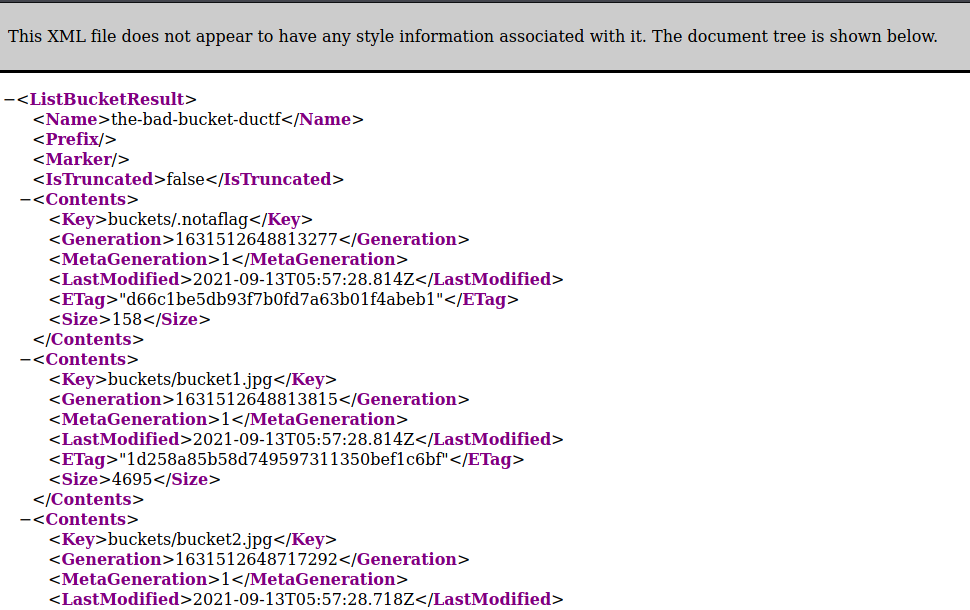 This XML file does not appear to have any style information associated with it. The document tree is shown below.
−<ListBucketResult>
<Name>the-bad-bucket-ductf</Name>
<Prefix/>
<Marker/>
<IsTruncated>false</IsTruncated>
−<Contents>
<Key>buckets/.notaflag</Key>
<Generation>1631512648813277</Generation>
<MetaGeneration>1</MetaGeneration>
<LastModified>2021-09-13T05:57:28.814Z</LastModified>
<ETag>"d66c1be5db93f7b0fd7a63b01f4abeb1"</ETag>
<Size>158</Size>
</Contents>
−<Contents>
<Key>buckets/bucket1.jpg</Key>
<Generation>1631512648813815</Generation>
<MetaGeneration>1</MetaGeneration>
<LastModified>2021-09-13T05:57:28.814Z</LastModified>
<ETag>"1d258a85b58d749597311350bef1c6bf"</ETag>
<Size>4695</Size>
</Contents>
−<Contents>
<Key>buckets/bucket2.jpg</Key>
<Generation>1631512648717292</Generation>
<MetaGeneration>1</MetaGeneration>
<LastModified>2021-09-13T05:57:28.718Z</LastModified>